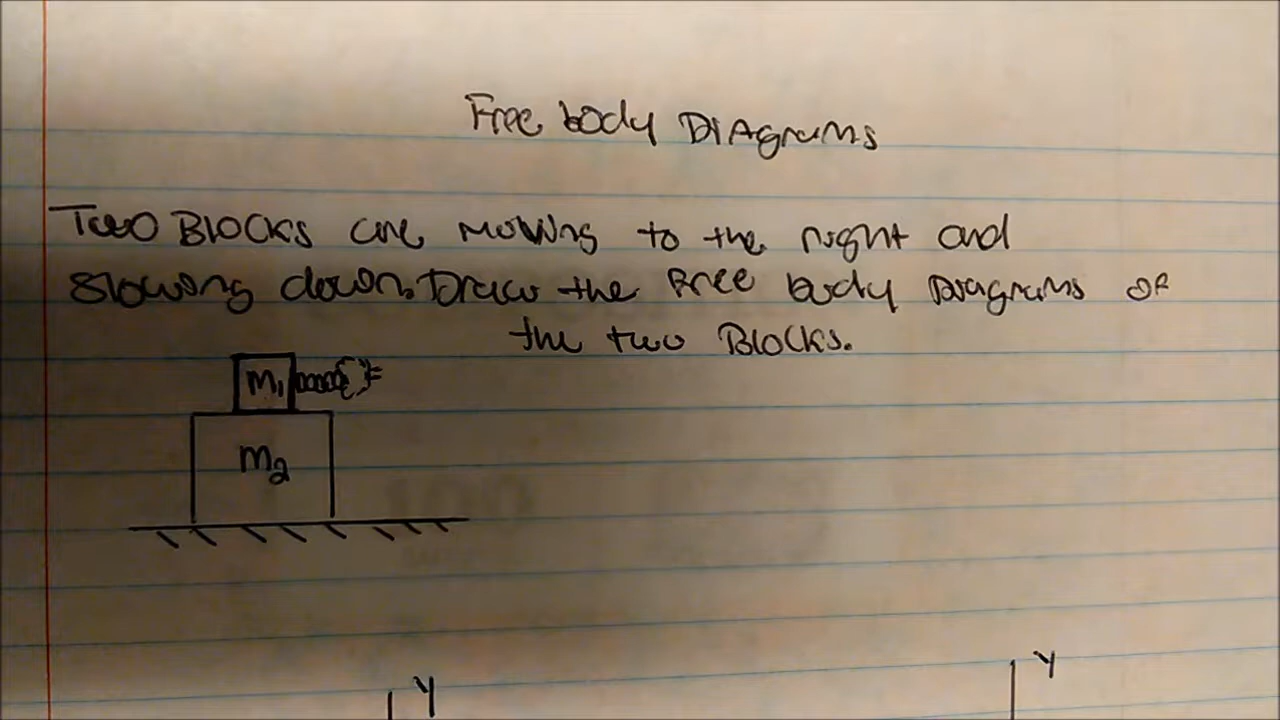 Free body Diagrams
Two Blocks are moving to the right and
slowing down. Draw the Free body Diagrams of
the two Blocks.
m₁
m₂
y
y